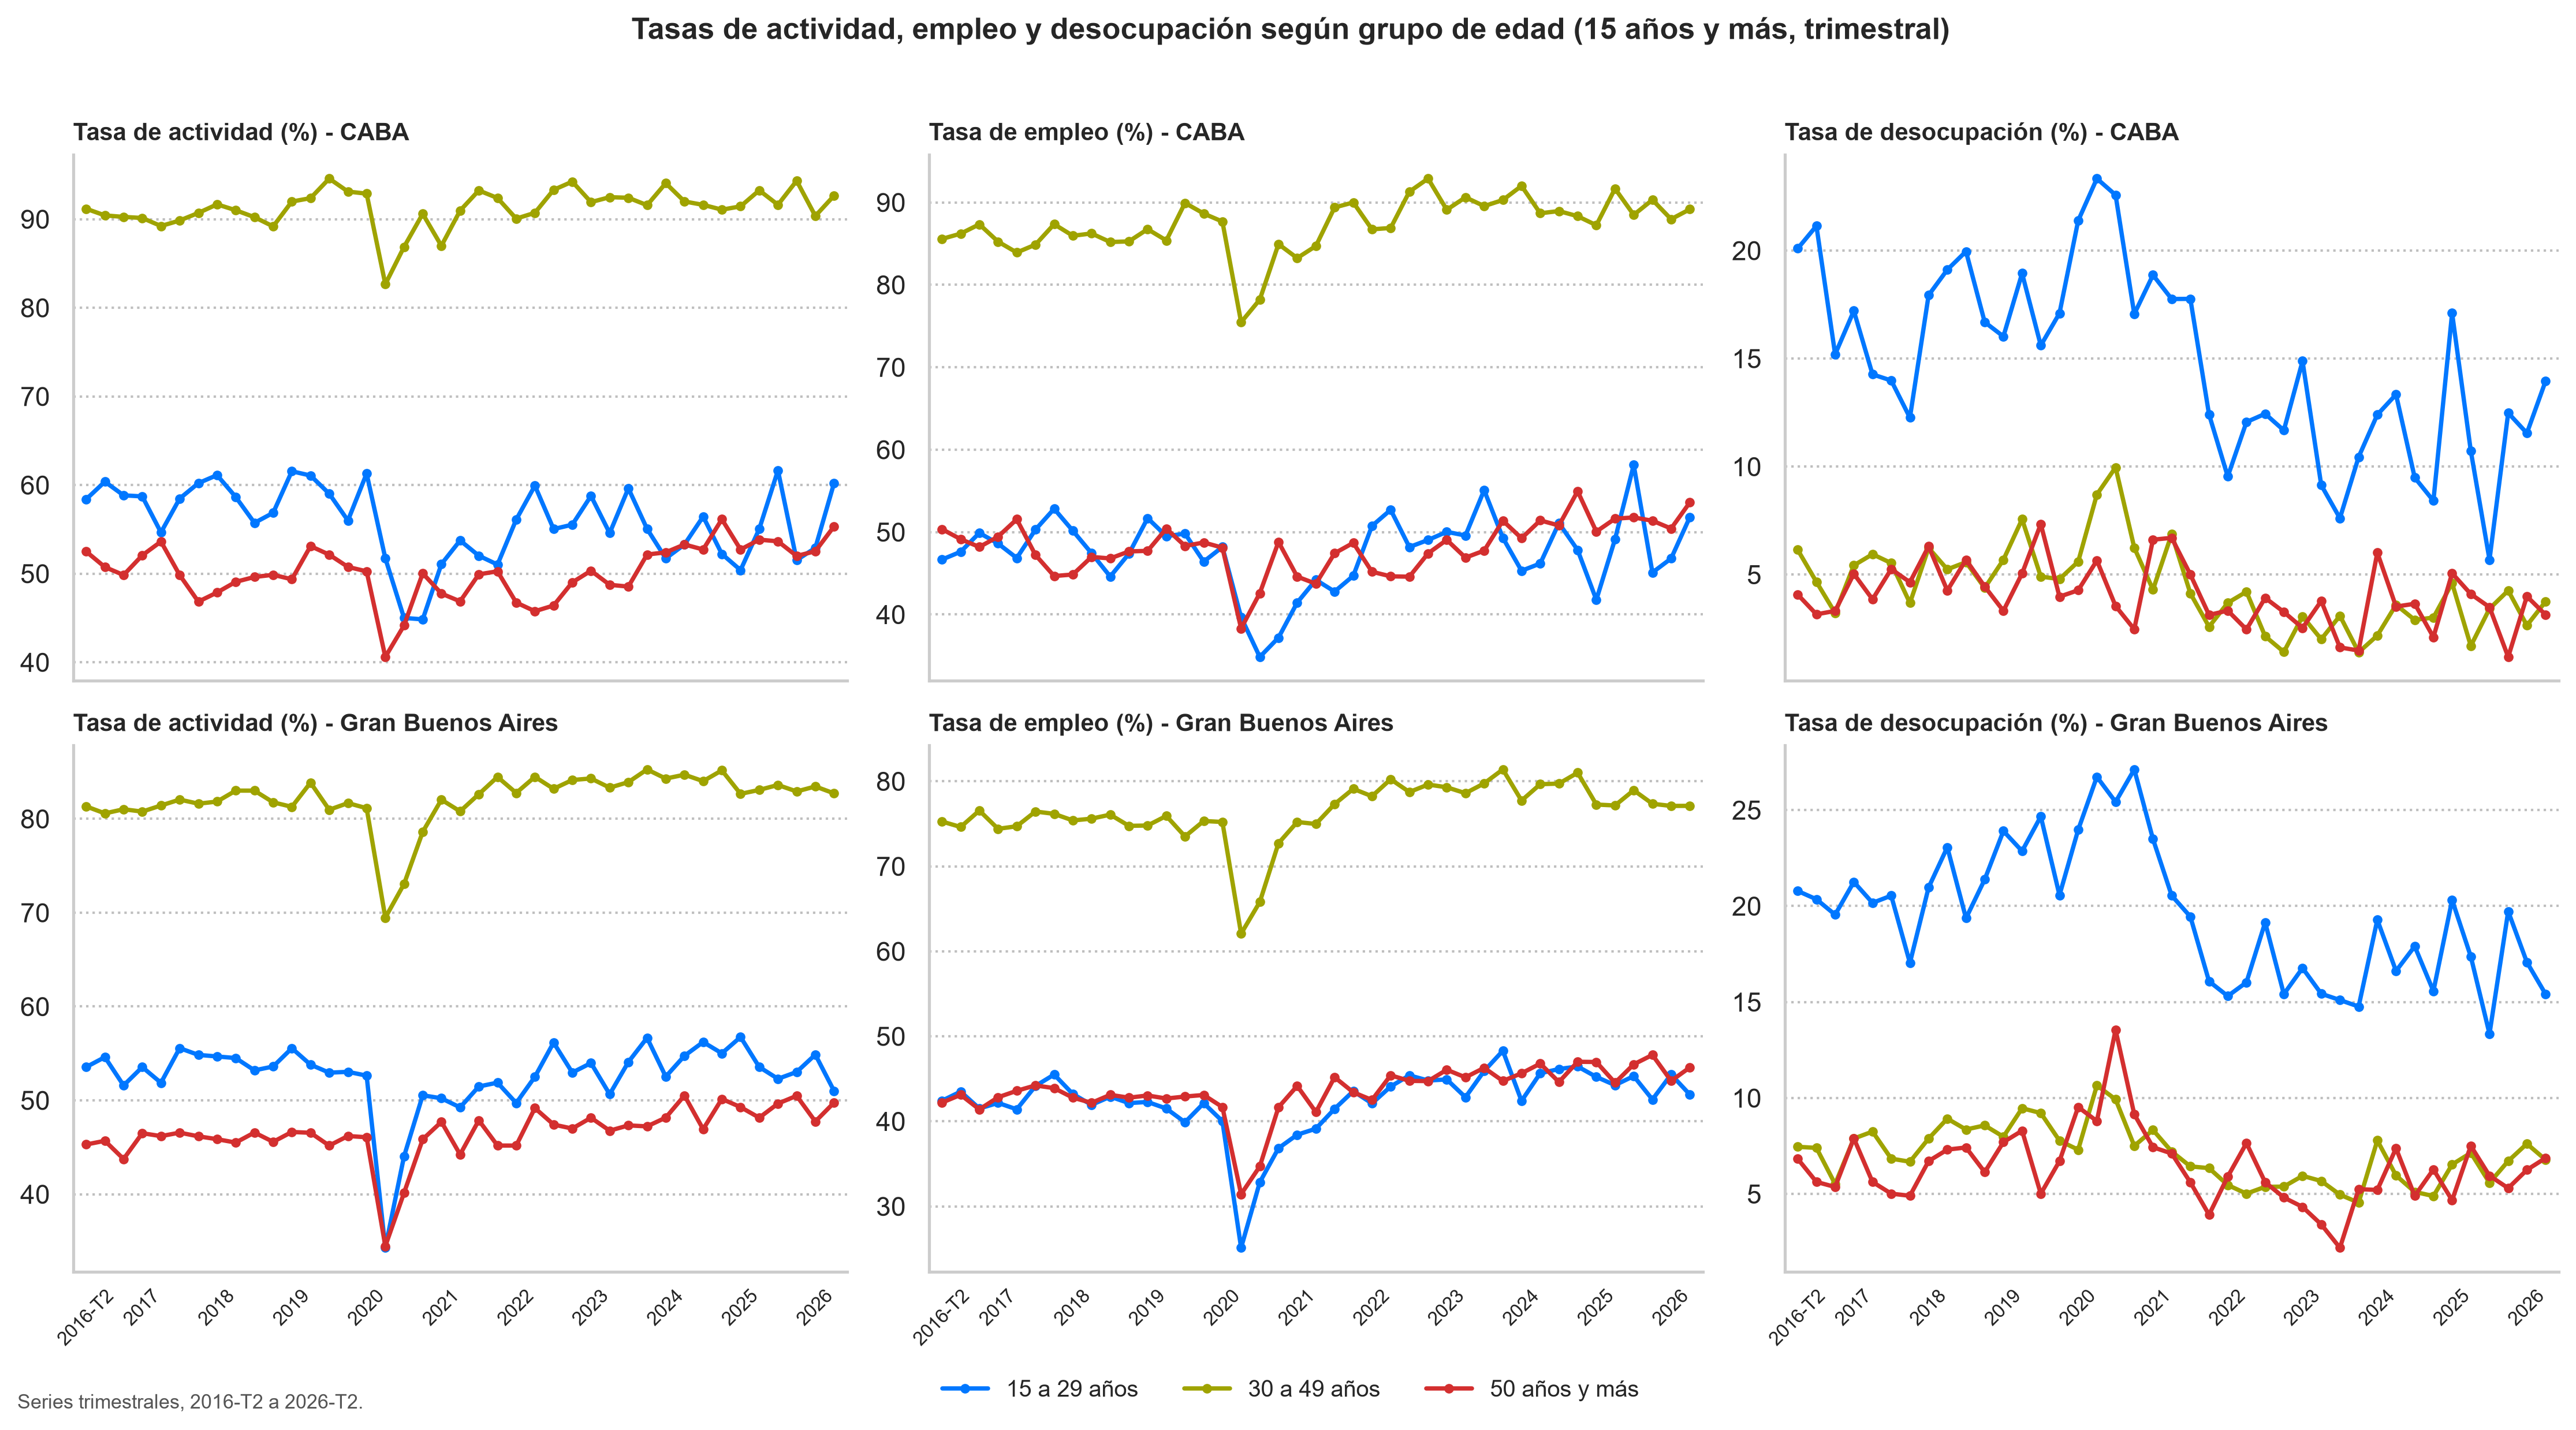 Tasas de actividad, empleo y desocupación según grupo de edad (15 años y más, trimestral)
Tasa de actividad (%) - CABA
90
80
70
60
50
40
Tasa de empleo (%) - CABA
90
80
70
60
50
40
Tasa de desocupación (%) - CABA
20
15
10
5
Tasa de actividad (%) - Gran Buenos Aires
80
70
60
50
40
2016-T2 2017 2018 2019 2020 2021 2022 2023 2024 2025 2026
Tasa de empleo (%) - Gran Buenos Aires
80
70
60
50
40
30
2016-T2 2017 2018 2019 2020 2021 2022 2023 2024 2025 2026
Tasa de desocupación (%) - Gran Buenos Aires
25
20
15
10
5
2016-T2 2017 2018 2019 2020 2021 2022 2023 2024 2025 2026
15 a 29 años 30 a 49 años 50 años y más
Series trimestrales, 2016-T2 a 2026-T2.